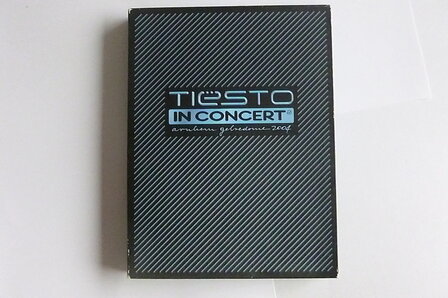 TIËSTO
IN CONCERT
arnhem gelredome 2004